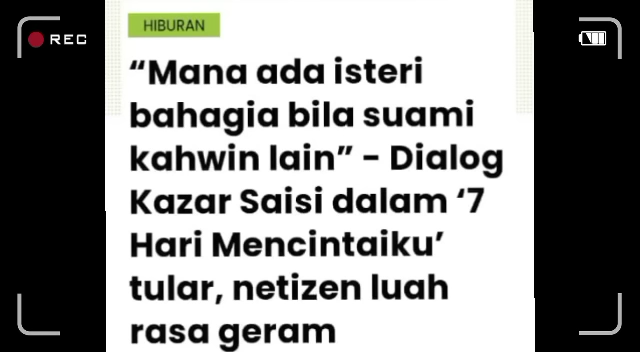 REC
HIBURAN
“Mana ada isteri
bahagia bila suami
kahwin lain” - Dialog
Kazar Saisi dalam ‘7
Hari Mencintaiku’
tular, netizen luah
rasa geram